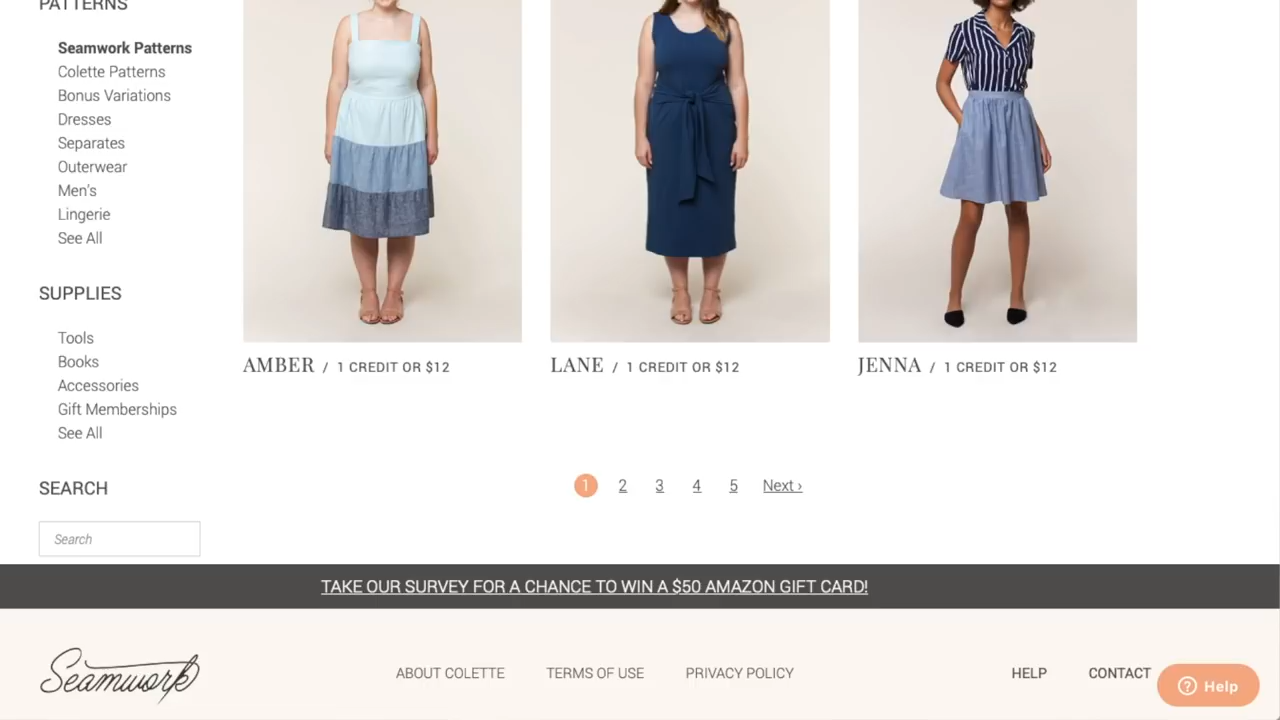 PATTERNS
Seamwork Patterns
Colette Patterns
Bonus Variations
Dresses
Separates
Outerwear
Men's
Lingerie
See All
SUPPLIES
Tools
Books
Accessories
Gift Memberships
See All
SEARCH
Search
AMBER / 1 CREDIT OR $12
LANE / 1 CREDIT OR $12
JENNA / 1 CREDIT OR $12
1 2 3 4 5 Next ›
TAKE OUR SURVEY FOR A CHANCE TO WIN A $50 AMAZON GIFT CARD!
Seamwork
ABOUT COLETTE TERMS OF USE PRIVACY POLICY HELP CONTACT
Help